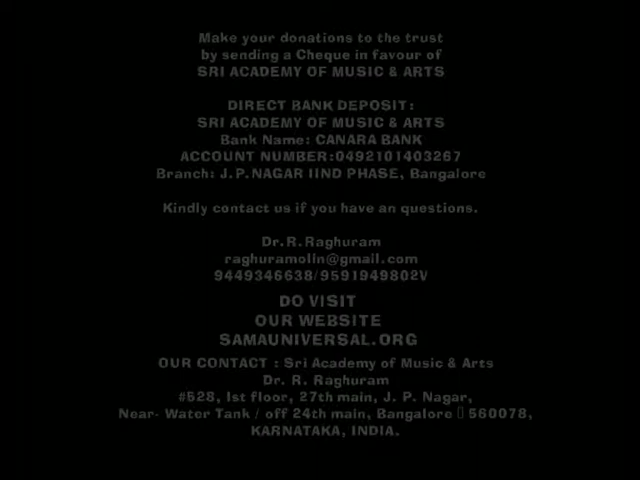 Make your donations to the trust
by sending a Cheque in favour of
SRI ACADEMY OF MUSIC & ARTS
DIRECT BANK DEPOSIT:
SRI ACADEMY OF MUSIC & ARTS
Bank Name: CANARA BANK
ACCOUNT NUMBER:0492101403267
Branch: J.P.NAGAR IIND PHASE, Bangalore
Kindly contact us if you have an questions.
Dr.R.Raghuram
raghuramolin@gmail.com
9449346638/9591949802V
DO VISIT
OUR WEBSITE
SAMAUNIVERSAL.ORG
OUR CONTACT : Sri Academy of Music & Arts
Dr. R. Raghuram
#528, Ist floor, 27th main, J. P. Nagar,
Near- Water Tank / off 24th main, Bangalore 560078,
KARNATAKA, INDIA.